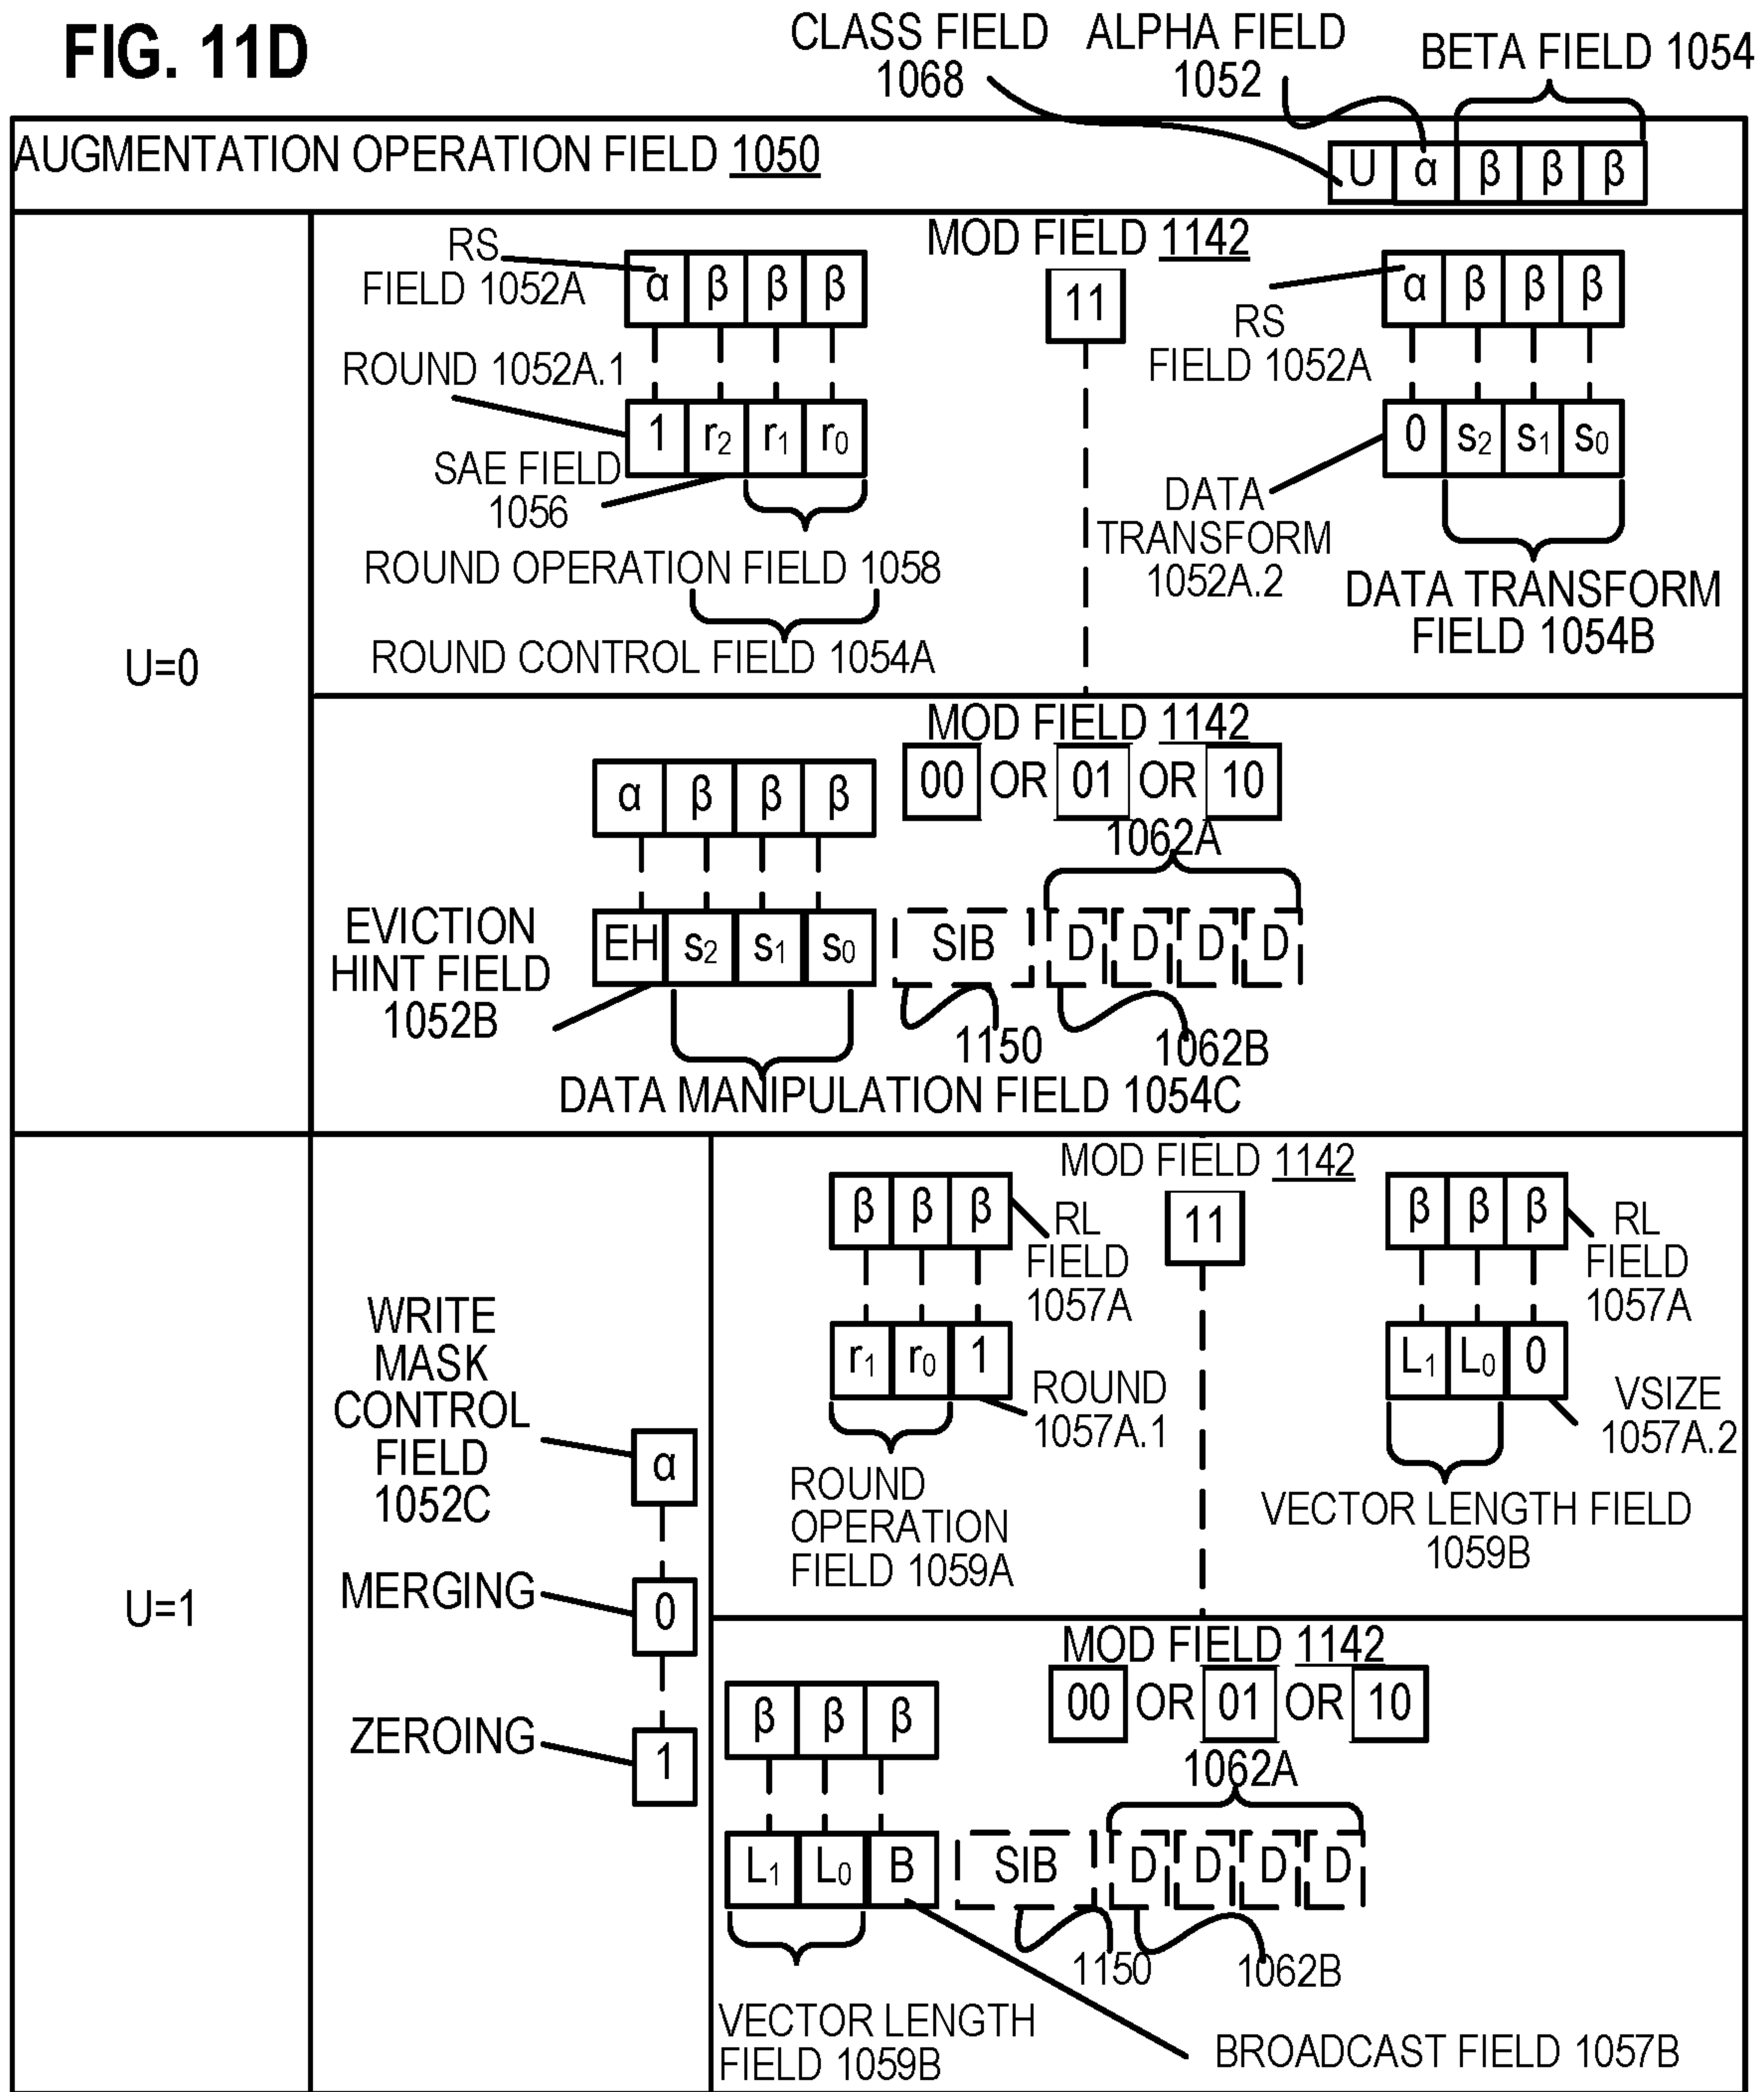 FIG. 11D
CLASS FIELD
1068
ALPHA FIELD
1052
BETA FIELD 1054
AUGMENTATION OPERATION FIELD 1050
U α β β β
U=0
MOD FIELD 1142
11
RS
FIELD 1052A
α β β β
ROUND 1052A.1
1 r2 r1 r0
SAE FIELD
1056
ROUND OPERATION FIELD 1058
ROUND CONTROL FIELD 1054A
α β β β
RS
FIELD 1052A
0 s2 s1 s0
DATA
TRANSFORM
1052A.2
DATA TRANSFORM
FIELD 1054B
MOD FIELD 1142
00 OR 01 OR 10
α β β β
1062A
EVICTION
HINT FIELD
1052B
EH s2 s1 s0 SIB D D D D
1150
1062B
DATA MANIPULATION FIELD 1054C
U=1
WRITE
MASK
CONTROL
FIELD
1052C
α
MERGING
0
ZEROING
1
MOD FIELD 1142
11
β β β
RL
FIELD
1057A
r1 r0 1
ROUND
1057A.1
ROUND
OPERATION
FIELD 1059A
β β β
RL
FIELD
1057A
L1 L0 0
VSIZE
1057A.2
VECTOR LENGTH FIELD
1059B
MOD FIELD 1142
00 OR 01 OR 10
β β β
1062A
L1 L0 B SIB D D D D
1150
1062B
VECTOR LENGTH
FIELD 1059B
BROADCAST FIELD 1057B